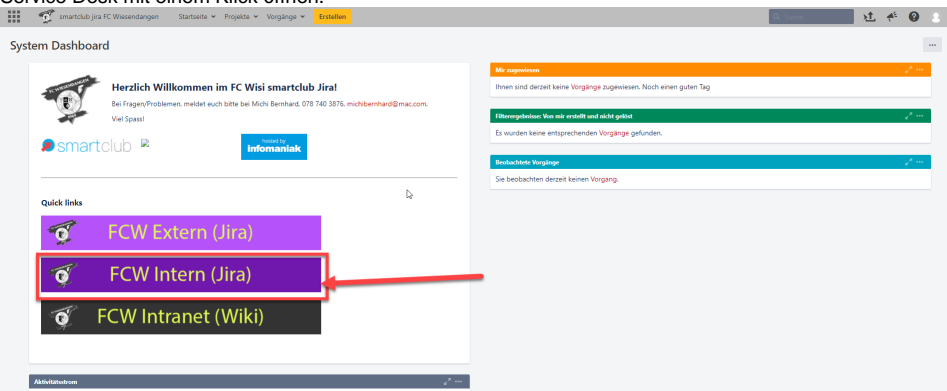 Service Desk mit einem Klick öffnen.
smartclub jira FC Wiesendangen Startseite Projekte Vorgänge Erstellen
System Dashboard
Herzlich Willkommen im FC Wisi smartclub Jira!
Bei Fragen/Problemen, meldet euch bitte bei Michi Bernhard, 078 740 3876, michibernhard@mac.com.
Viel Spass!
smartclub
hosted by
infomaniak
Quick links
FCW Extern (Jira)
FCW Intern (Jira)
FCW Intranet (Wiki)
Aktivitätsstrom
Mir zugewiesen
Ihnen sind derzeit keine Vorgänge zugewiesen. Noch einen guten Tag
Filterergebnisse: Von mir erstellt und nicht gelöst
Es wurden keine entsprechenden Vorgänge gefunden.
Beobachtete Vorgänge
Sie beobachten derzeit keinen Vorgang.